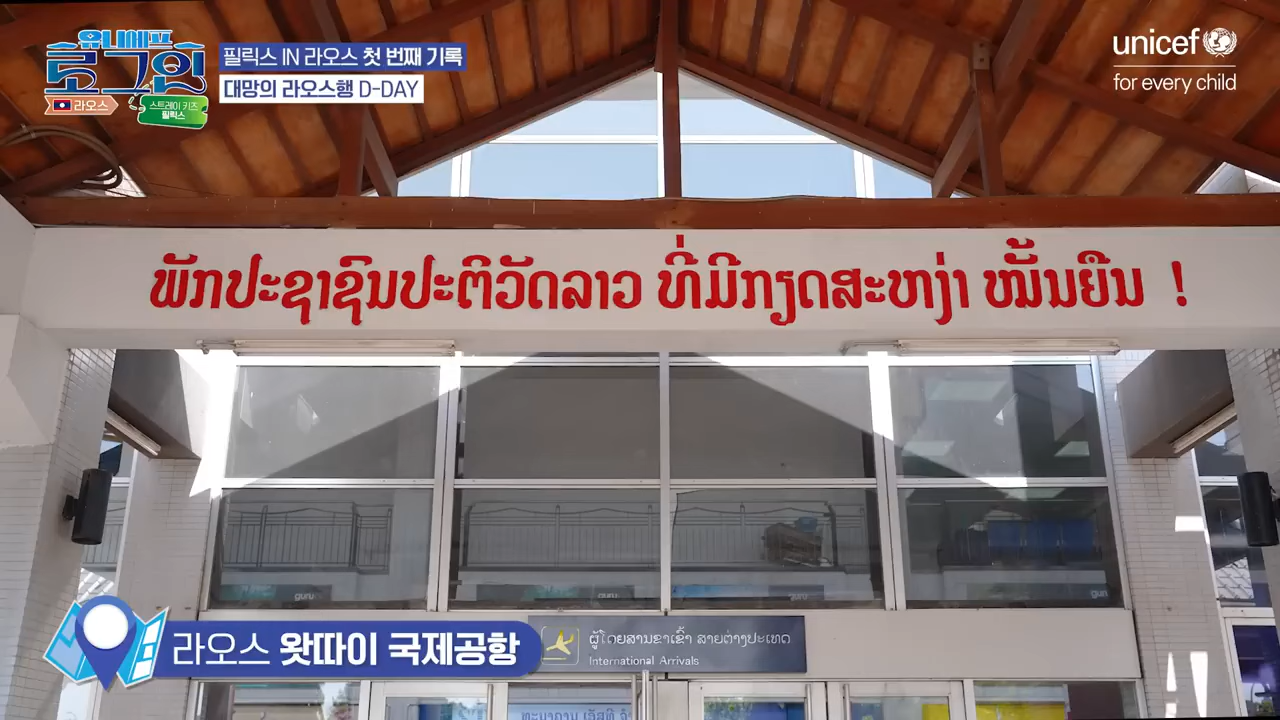 유니세프
로그인
라오스
스트레이 키즈
필릭스
필릭스 IN 라오스 첫 번째 기록
대망의 라오스행 D-DAY
unicef
for every child
ພັກປະຊາຊົນປະຕິວັດລາວ ທີ່ມີກຽດສະຫງ່າ ໝັ້ນຍືນ !
guru
guru
guru
ຜູ້ໂດຍສານຂາເຂົ້າ ສາຍຕ່າງປະເທດ
International Arrivals
라오스 왓따이 국제공항